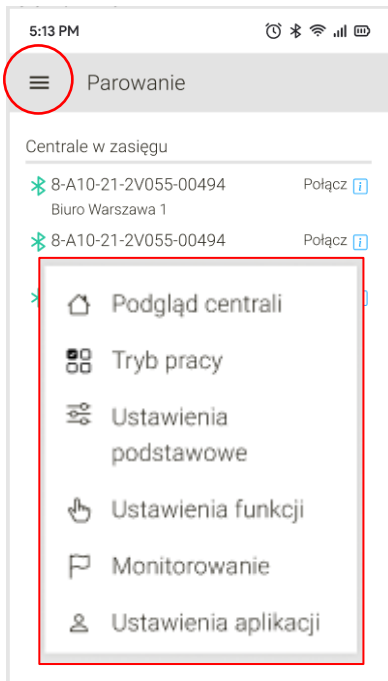 5:13 PM
Parowanie
Centrale w zasięgu
8-A10-21-2V055-00494 Połącz i
Biuro Warszawa 1
8-A10-21-2V055-00494 Połącz i
Podgląd centrali
Tryb pracy
Ustawienia
podstawowe
Ustawienia funkcji
Monitorowanie
Ustawienia aplikacji